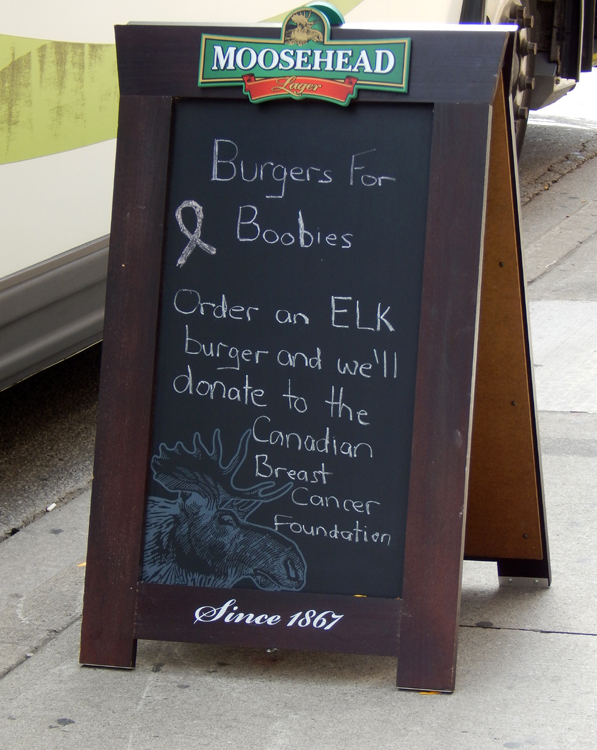 MOOSEHEAD
Lager
Burgers For
Boobies
Order an ELK
burger and we'll
donate to the
Canadian
Breast
Cancer
Foundation
Since 1867